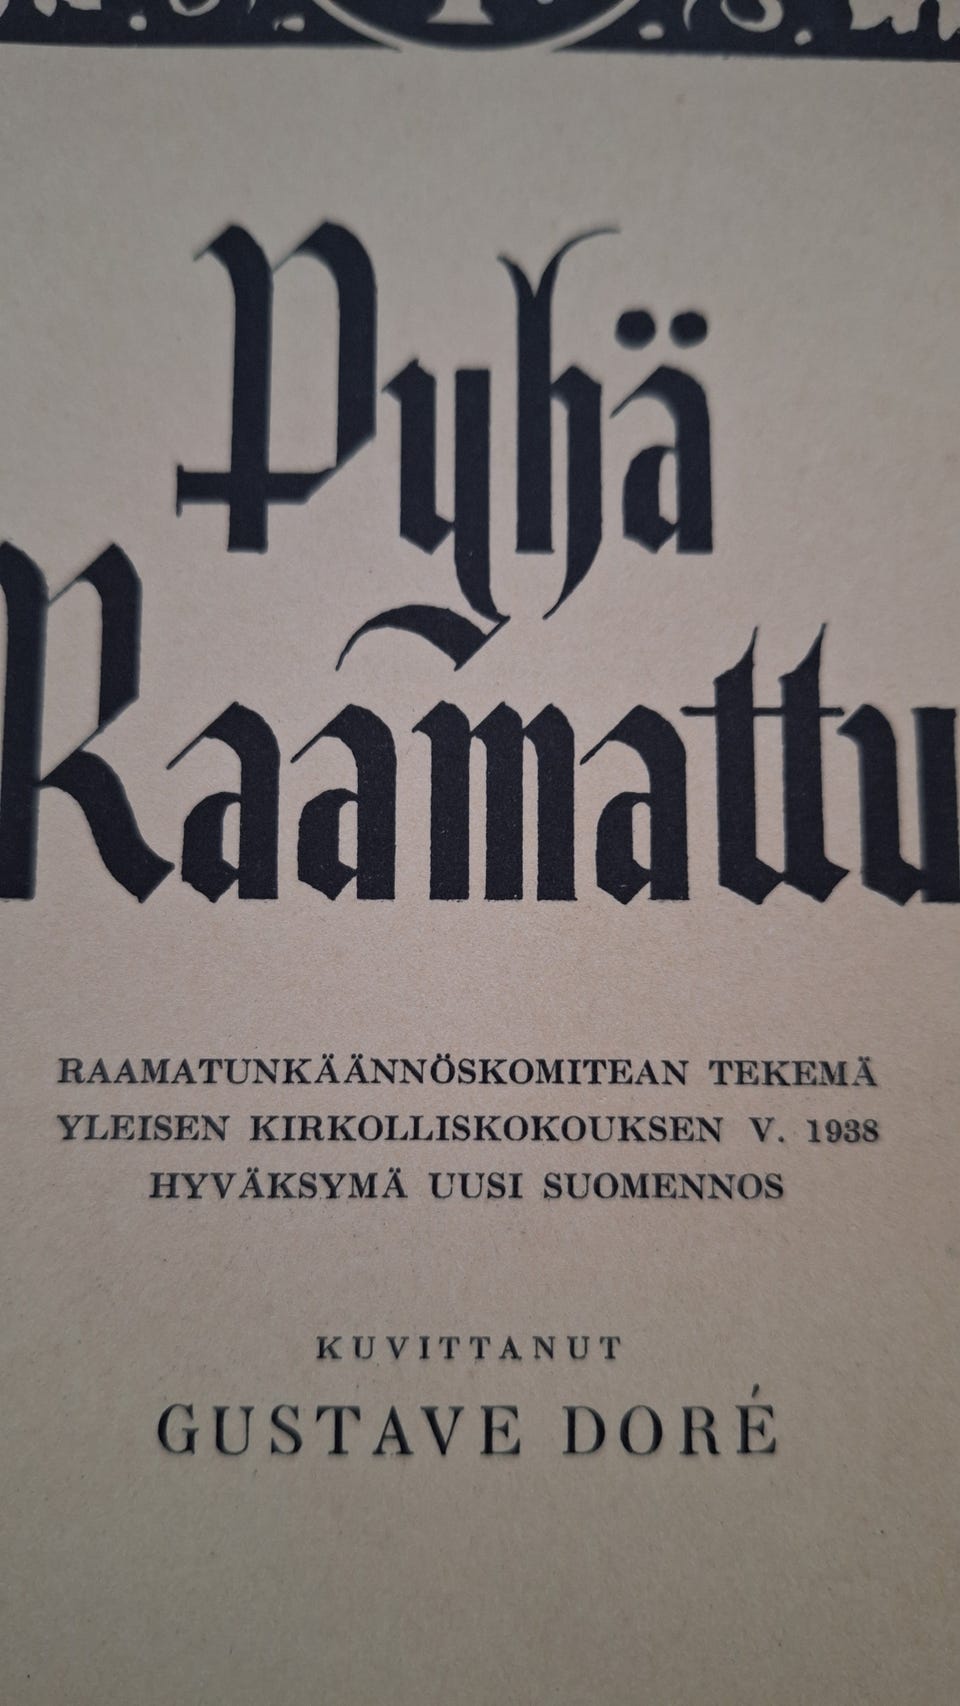 Pyhä
Raamattu
RAAMATUNKÄÄNNÖSKOMITEAN TEKEMÄ
YLEISEN KIRKOLLISKOKOUKSEN V. 1938
HYVÄKSYMÄ UUSI SUOMENNOS
KUVITTANUT
GUSTAVE DORÉ